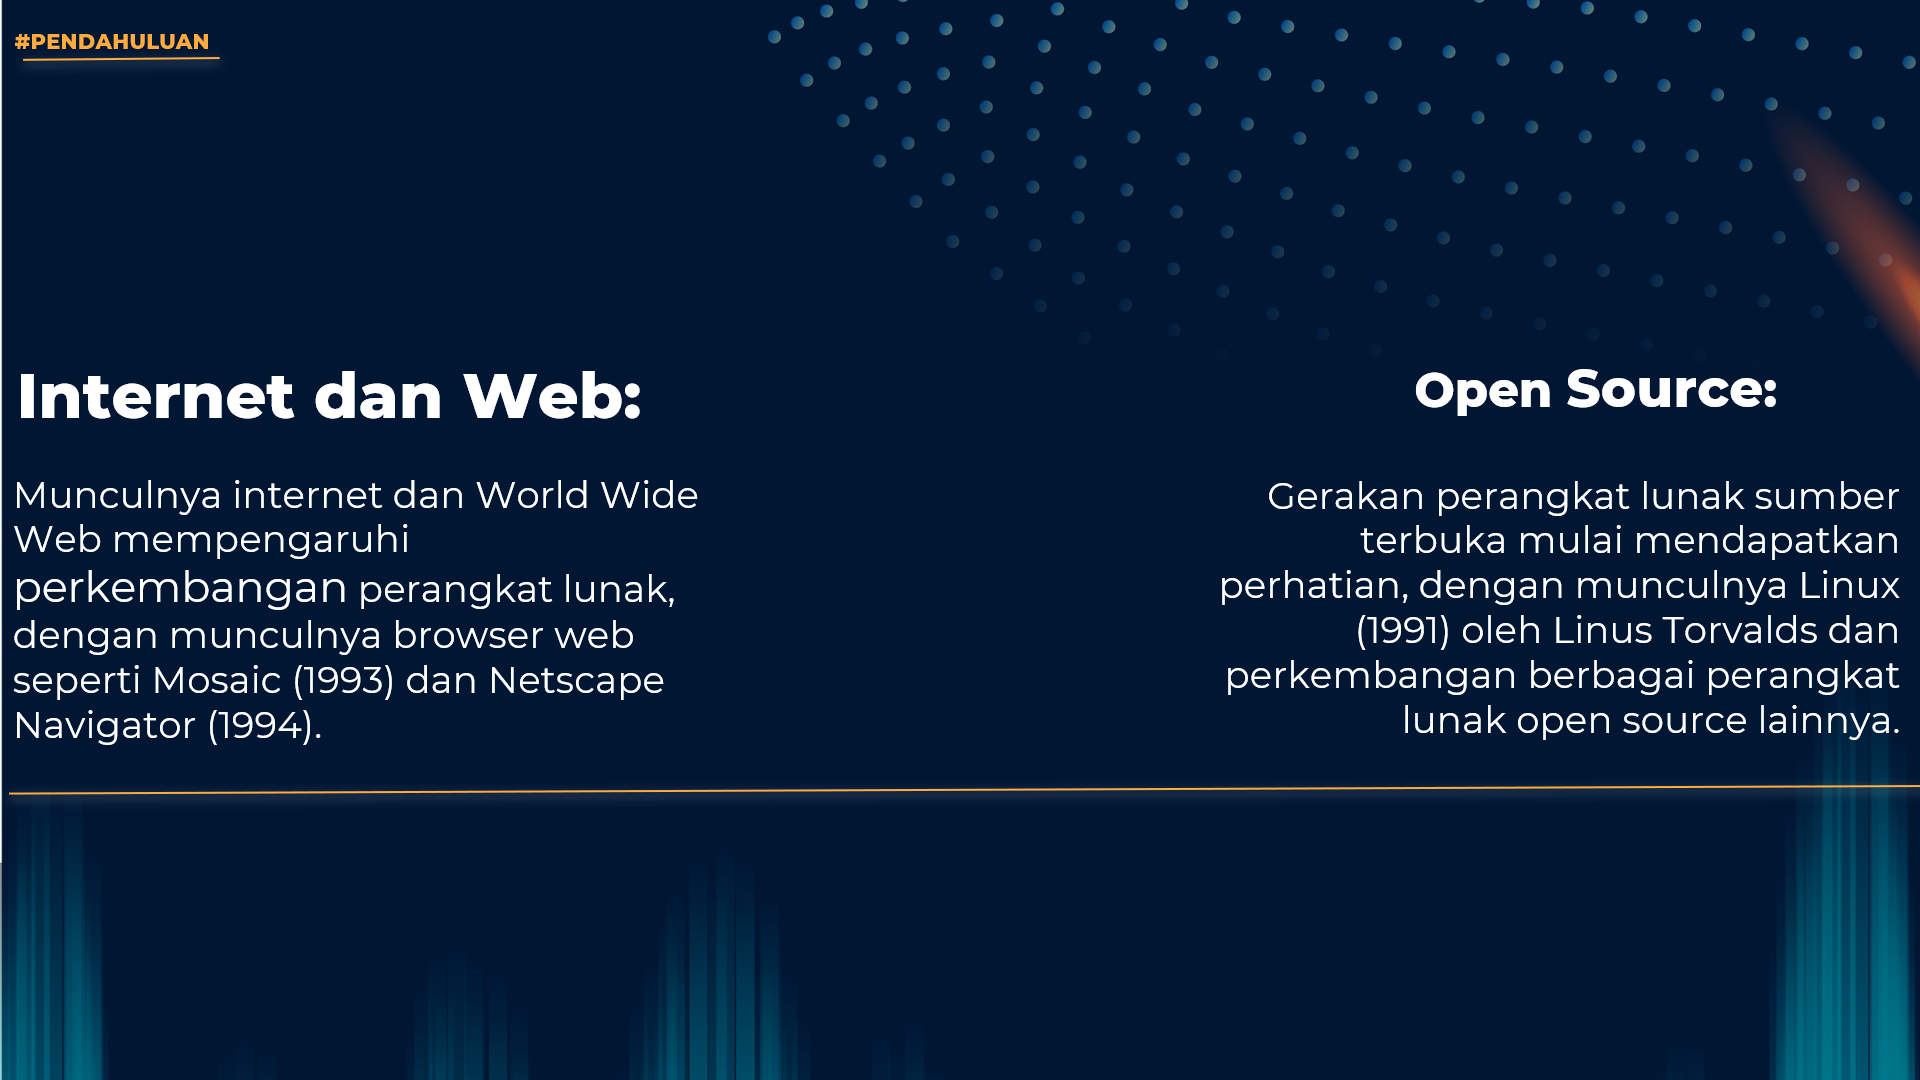 #PENDAHULUAN
Internet dan Web:
Munculnya internet dan World Wide
Web mempengaruhi
perkembangan perangkat lunak,
dengan munculnya browser web
seperti Mosaic (1993) dan Netscape
Navigator (1994).
Open Source:
Gerakan perangkat lunak sumber
terbuka mulai mendapatkan
perhatian, dengan munculnya Linux
(1991) oleh Linus Torvalds dan
perkembangan berbagai perangkat
lunak open source lainnya.